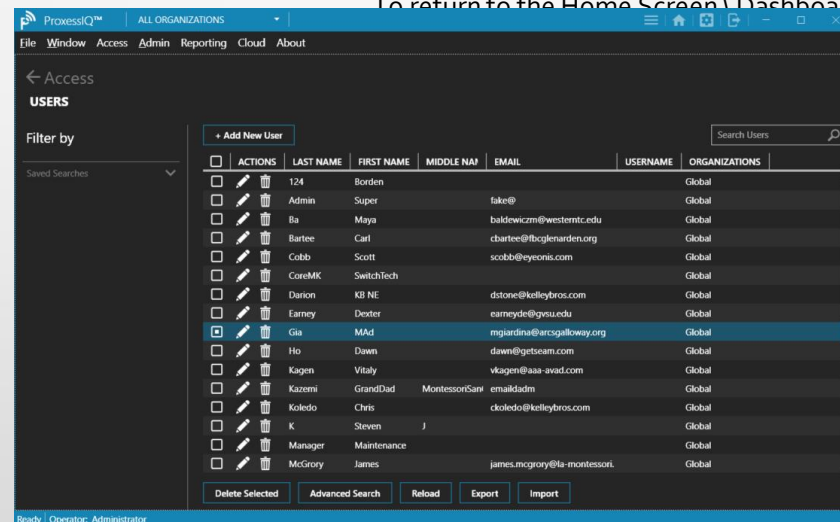 To return to the Home Screen \ Dashboa
ProxessIQ™ ALL ORGANIZATIONS
File Window Access Admin Reporting Cloud About
Access
USERS
Filter by
+ Add New User
Search Users
Saved Searches
ACTIONS LAST NAME FIRST NAME MIDDLE NAM EMAIL USERNAME ORGANIZATIONS
124 Borden Global
Admin Super fake@ Global
Ba Maya baldewiczm@westerntc.edu Global
Bartee Carl cbartee@fbcglenarden.org Global
Cobb Scott scobb@eyeonis.com Global
CoreMK SwitchTech Global
Darion KB NE dstone@kelleybros.com Global
Earney Dexter earneyde@gvsu.edu Global
Gia MAd mgiardina@arcsgalloway.org Global
Ho Dawn dawn@getseam.com Global
Kagen Vitaly vkagen@aaa-avad.com Global
Kazemi GrandDad MontessoriSan emaildadm Global
Koledo Chris ckoledo@kelleybros.com Global
K Steven J Global
Manager Maintenance Global
McGrory James james.mcgrory@la-montessori. Global
Delete Selected Advanced Search Reload Export Import
Ready Operator: Administrator